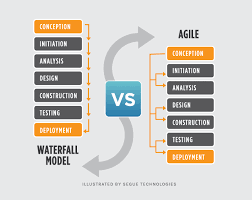 CONCEPTION
INITIATION
ANALYSIS
DESIGN
CONSTRUCTION
TESTING
DEPLOYMENT
WATERFALL
MODEL
VS
AGILE
CONCEPTION
INITIATION
ANALYSIS
DESIGN
CONSTRUCTION
TESTING
DEPLOYMENT
ILLUSTRATED BY SEGUE TECHNOLOGIES